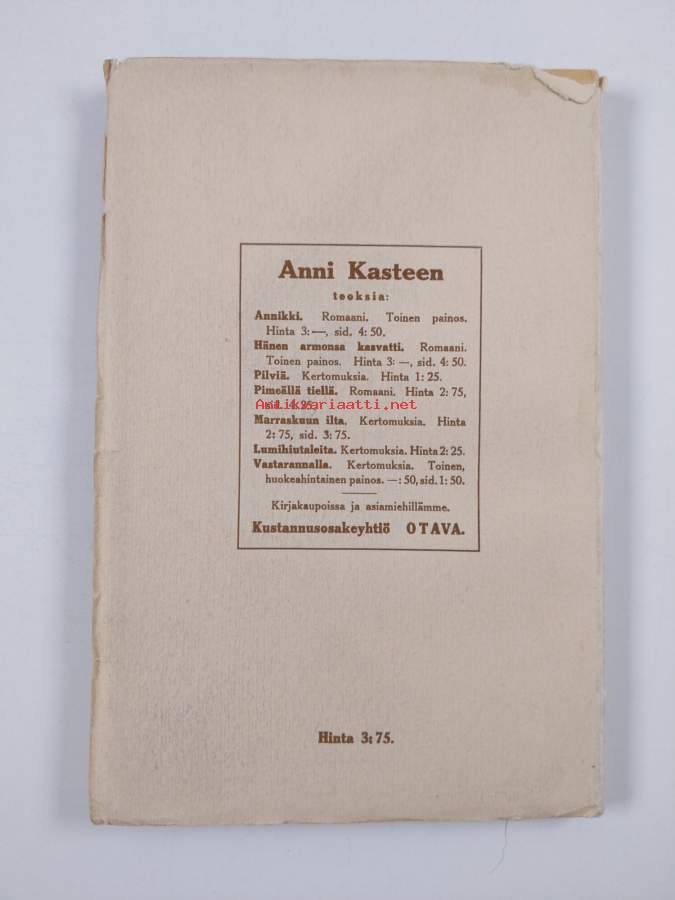 Anni Kasteen
teoksia:
Annikki. Romaani. Toinen painos.
Hinta 3: —, sid. 4: 50.
Hänen armonsa kasvatti. Romaani.
Toinen painos. Hinta 3: —, sid. 4: 50.
Pilviä. Kertomuksia. Hinta 1: 25.
Pimeällä tiellä. Romaani. Hinta 2: 75,
Antikvariaatti.net
Marraskuun ilta. Kertomuksia. Hinta
2: 75, sid. 3: 75.
Lumihiutaleita. Kertomuksia. Hinta 2: 25.
Vastarannalla. Kertomuksia. Toinen,
huokeahintainen painos. —: 50, sid. 1: 50.
Kirjakaupoissa ja asiamiehillämme.
Kustannusosakeyhtiö OTAVA.
Hinta 3: 75.